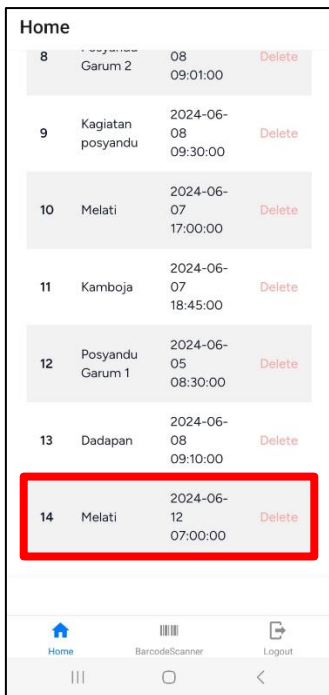 Home
8 Posyandu Garum 2 08 09:01:00 Delete
9 Kagiatan posyandu 2024-06-08 09:30:00 Delete
10 Melati 2024-06-07 17:00:00 Delete
11 Kamboja 2024-06-07 18:45:00 Delete
12 Posyandu Garum 1 2024-06-05 08:30:00 Delete
13 Dadapan 2024-06-08 09:10:00 Delete
14 Melati 2024-06-12 07:00:00 Delete
Home BarcodeScanner Logout